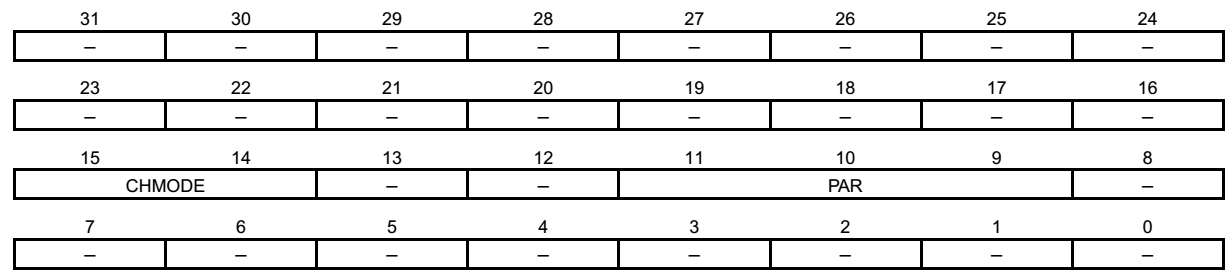 31 30 29 28 27 26 25 24
– – – – – – – –
23 22 21 20 19 18 17 16
– – – – – – – –
15 14 13 12 11 10 9 8
CHMODE – – PAR –
7 6 5 4 3 2 1 0
– – – – – – – –